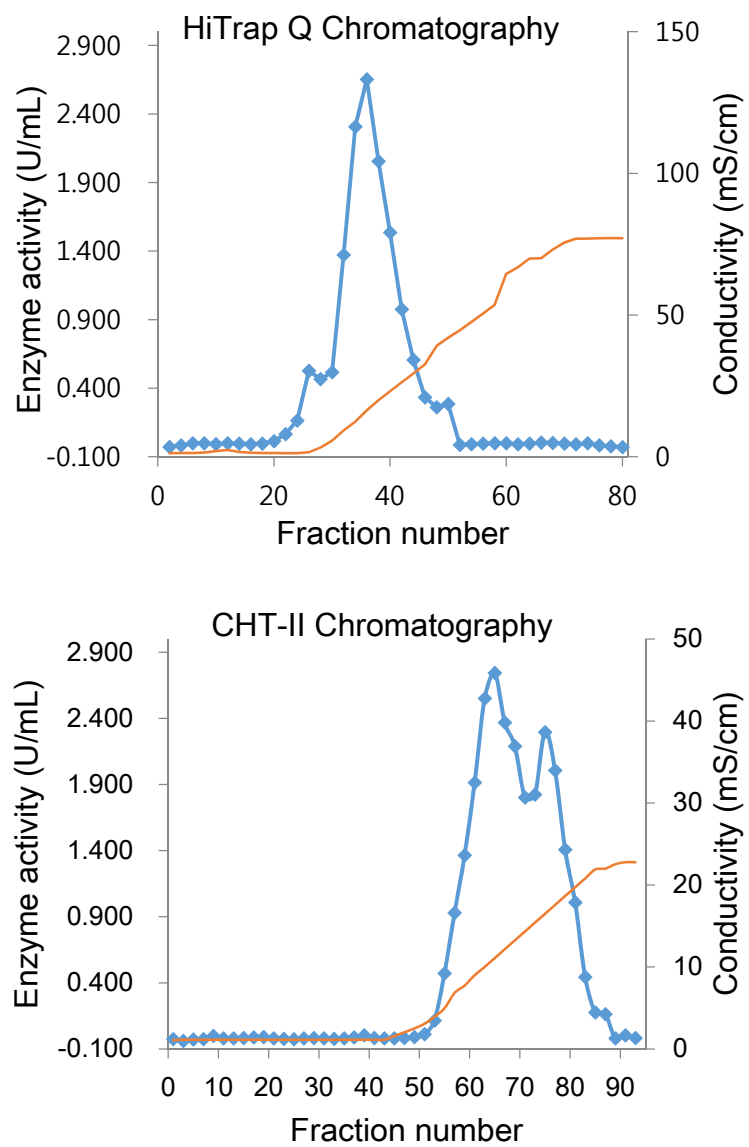 HiTrap Q Chromatography
Enzyme activity (U/mL)
2.900
2.400
1.900
1.400
0.900
0.400
-0.100
150
100
50
0
Conductivity (mS/cm)
0 20 40 60 80
Fraction number
CHT-II Chromatography
Enzyme activity (U/mL)
2.900
2.400
1.900
1.400
0.900
0.400
-0.100
50
40
30
20
10
0
Conductivity (mS/cm)
0 10 20 30 40 50 60 70 80 90
Fraction number